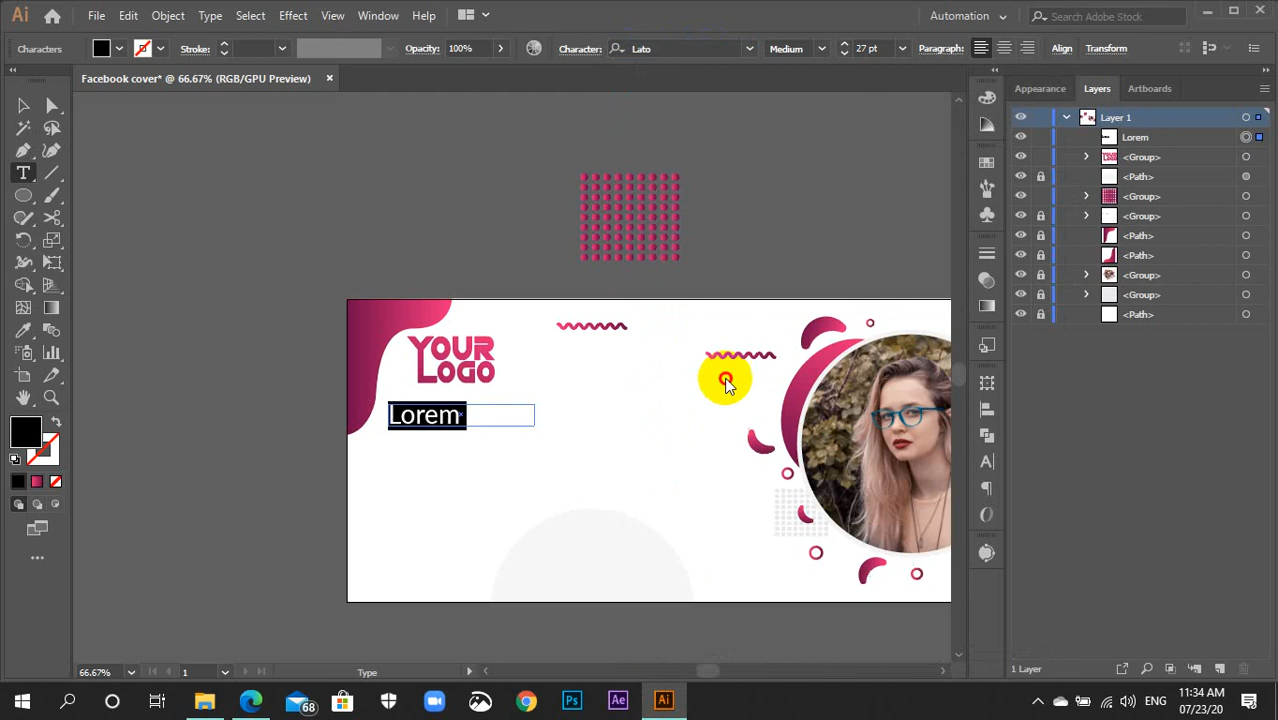 Ai File Edit Object Type Select Effect View Window Help Automation Search Adobe Stock
Characters Stroke: Opacity: 100% Character: Lato Medium 27 pt Paragraph: Align Transform
Facebook cover* @ 66.67% (RGB/GPU Preview) ×
Appearance Layers Artboards
Layer 1
Lorem
<Group>
<Path>
<Group>
<Group>
<Path>
<Path>
<Group>
<Group>
<Path>
YOUR
LOGO
Lorem
66.67% 1 Type 1 Layer
68 Ps Ae Ai ENG 11:34 AM
07/23/20